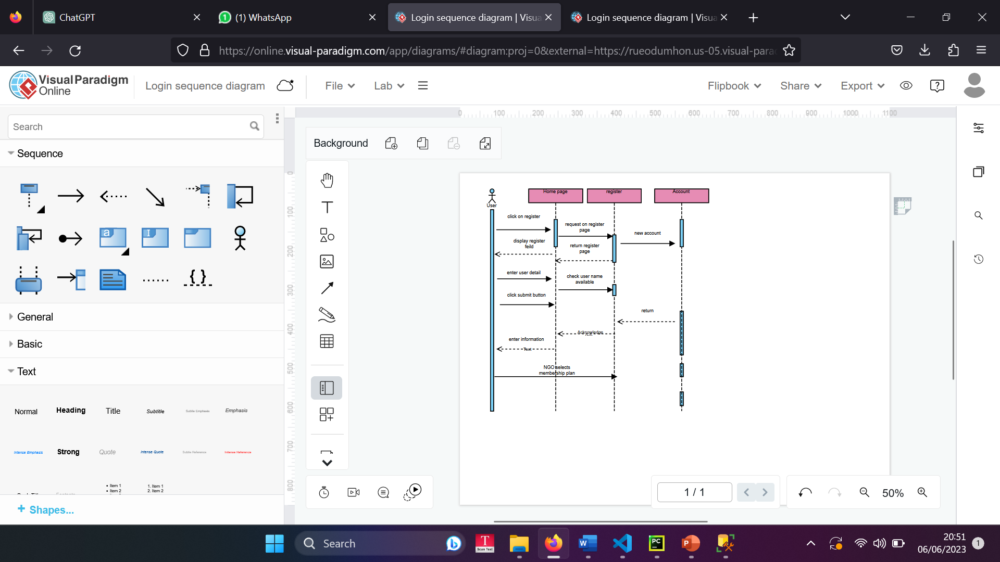 ChatGPT
(1) WhatsApp
Login sequence diagram | Visua
Login sequence diagram | Visua
https://online.visual-paradigm.com/app/diagrams/#diagram:proj=0&external=https://rueodumhon.us-05.visual-para
Visual Paradigm
Online
Login sequence diagram
File
Lab
Flipbook
Share
Export
Search
Sequence
General
Basic
Text
Normal
Heading
Title
Subtitle
Subtle Emphasis
Emphasis
Intense Emphasis
Strong
Quote
Intense Quote
Subtle Reference
Intense Reference
• Item 1
• Item 2
1. Item 1
2. Item 2
+ Shapes...
Background
0 100 200 300 400 500 600 700 800 900 1000 1100
0
100
200
300
400
500
600
700
800
a
I
{}
T
User
Home page
register
Account
click on register
request on register
page
new account
display register
feild
return register
page
enter user detail
check user name
available
click submit button
return
Acknowledge
Text
enter information
Text
NGO selects
membership plan
1 / 1
50%
Search
T
Scan Text
W
PC
P
20:51
06/06/2023
1